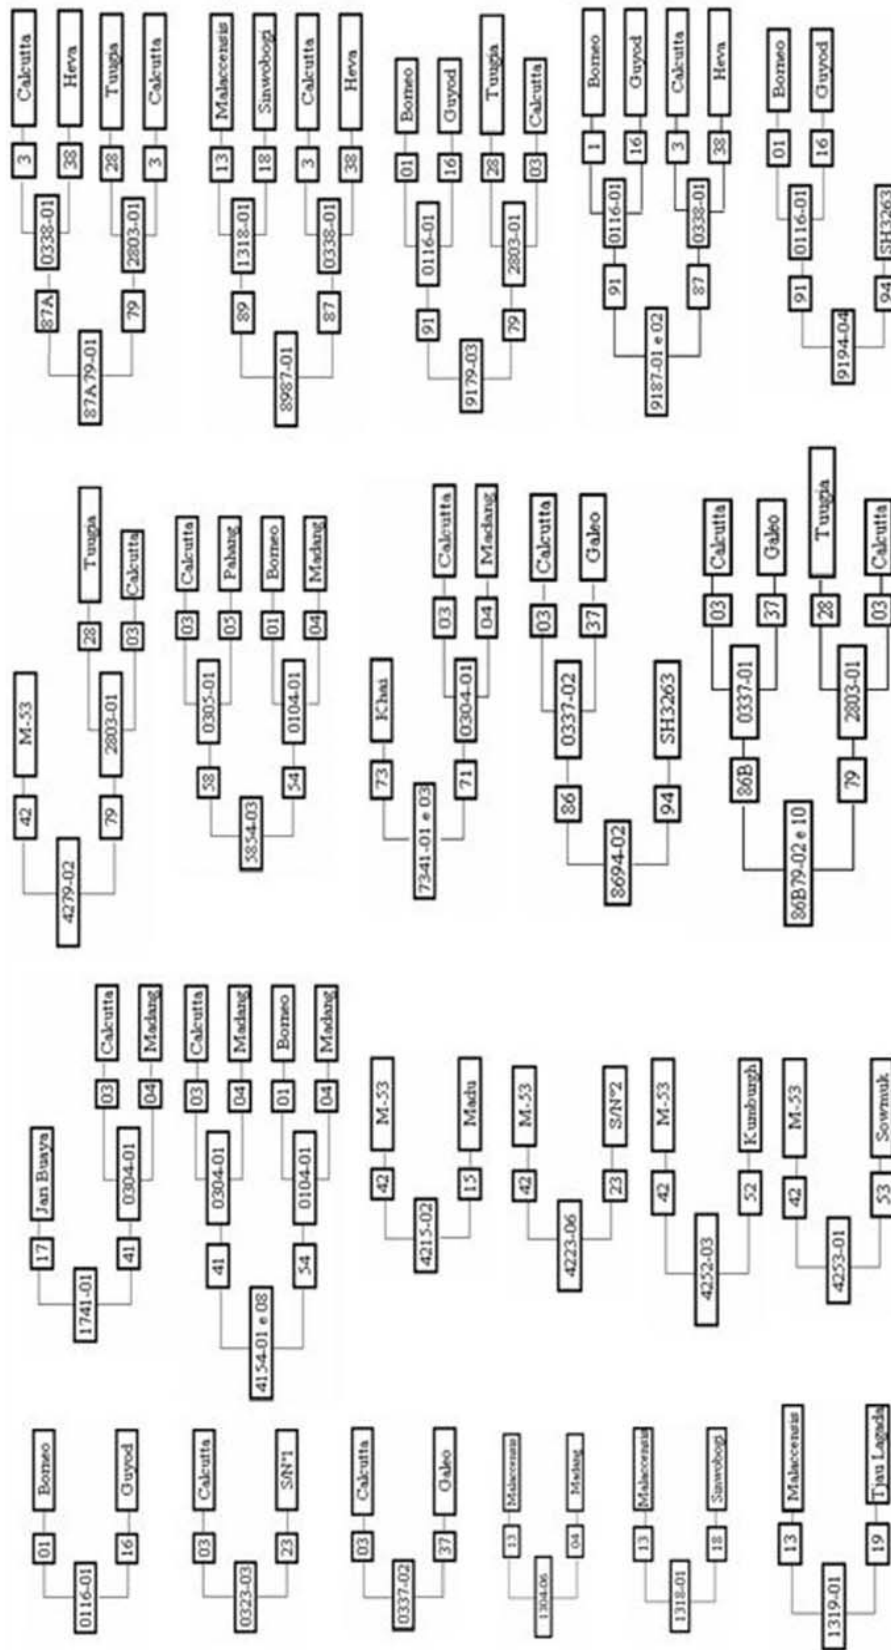 0116-01
01 Borneo
16 Guyod
0323-03
03 Calcutta
23 S/Nº1
0337-02
03 Calcutta
37 Galeo
1304-06
13 Malaccensis
04 Madang
1318-01
13 Malaccensis
18 Sinwobogi
1319-01
13 Malaccensis
19 Tjau Lagada
1741-01
17 Jan Buaya
41 0304-01
03 Calcutta
04 Madang
4154-01 e 08
41 0304-01
03 Calcutta
04 Madang
54 0104-01
01 Borneo
04 Madang
4215-02
42 M-53
15 Madu
4223-06
42 M-53
23 S/Nº2
4252-03
42 M-53
52 Kumburgh
4253-01
42 M-53
53 Sowmuk
4279-02
42 M-53
79 2803-01
28 Tuugia
03 Calcutta
5854-03
58 0305-01
03 Calcutta
05 Pahang
54 0104-01
01 Borneo
04 Madang
7341-01 e 03
73 Khai
71 0304-01
03 Calcutta
04 Madang
8694-02
86 0337-02
03 Calcutta
37 Galeo
94 SH3263
86B79-02 e 10
86B 0337-01
03 Calcutta
37 Galeo
79 2803-01
28 Tuugia
03 Calcutta
87A79-01
87A 0338-01
3 Calcutta
38 Heva
79 2803-01
28 Tuugia
3 Calcutta
8987-01
89 1318-01
13 Malaccensis
18 Sinwobogi
87 0338-01
3 Calcutta
38 Heva
9179-03
91 0116-01
01 Borneo
16 Guyod
79 2803-01
28 Tuugia
03 Calcutta
9187-01 e 02
91 0116-01
1 Borneo
16 Guyod
87 0338-01
3 Calcutta
38 Heva
9194-04
91 0116-01
01 Borneo
16 Guyod
94 SH3263